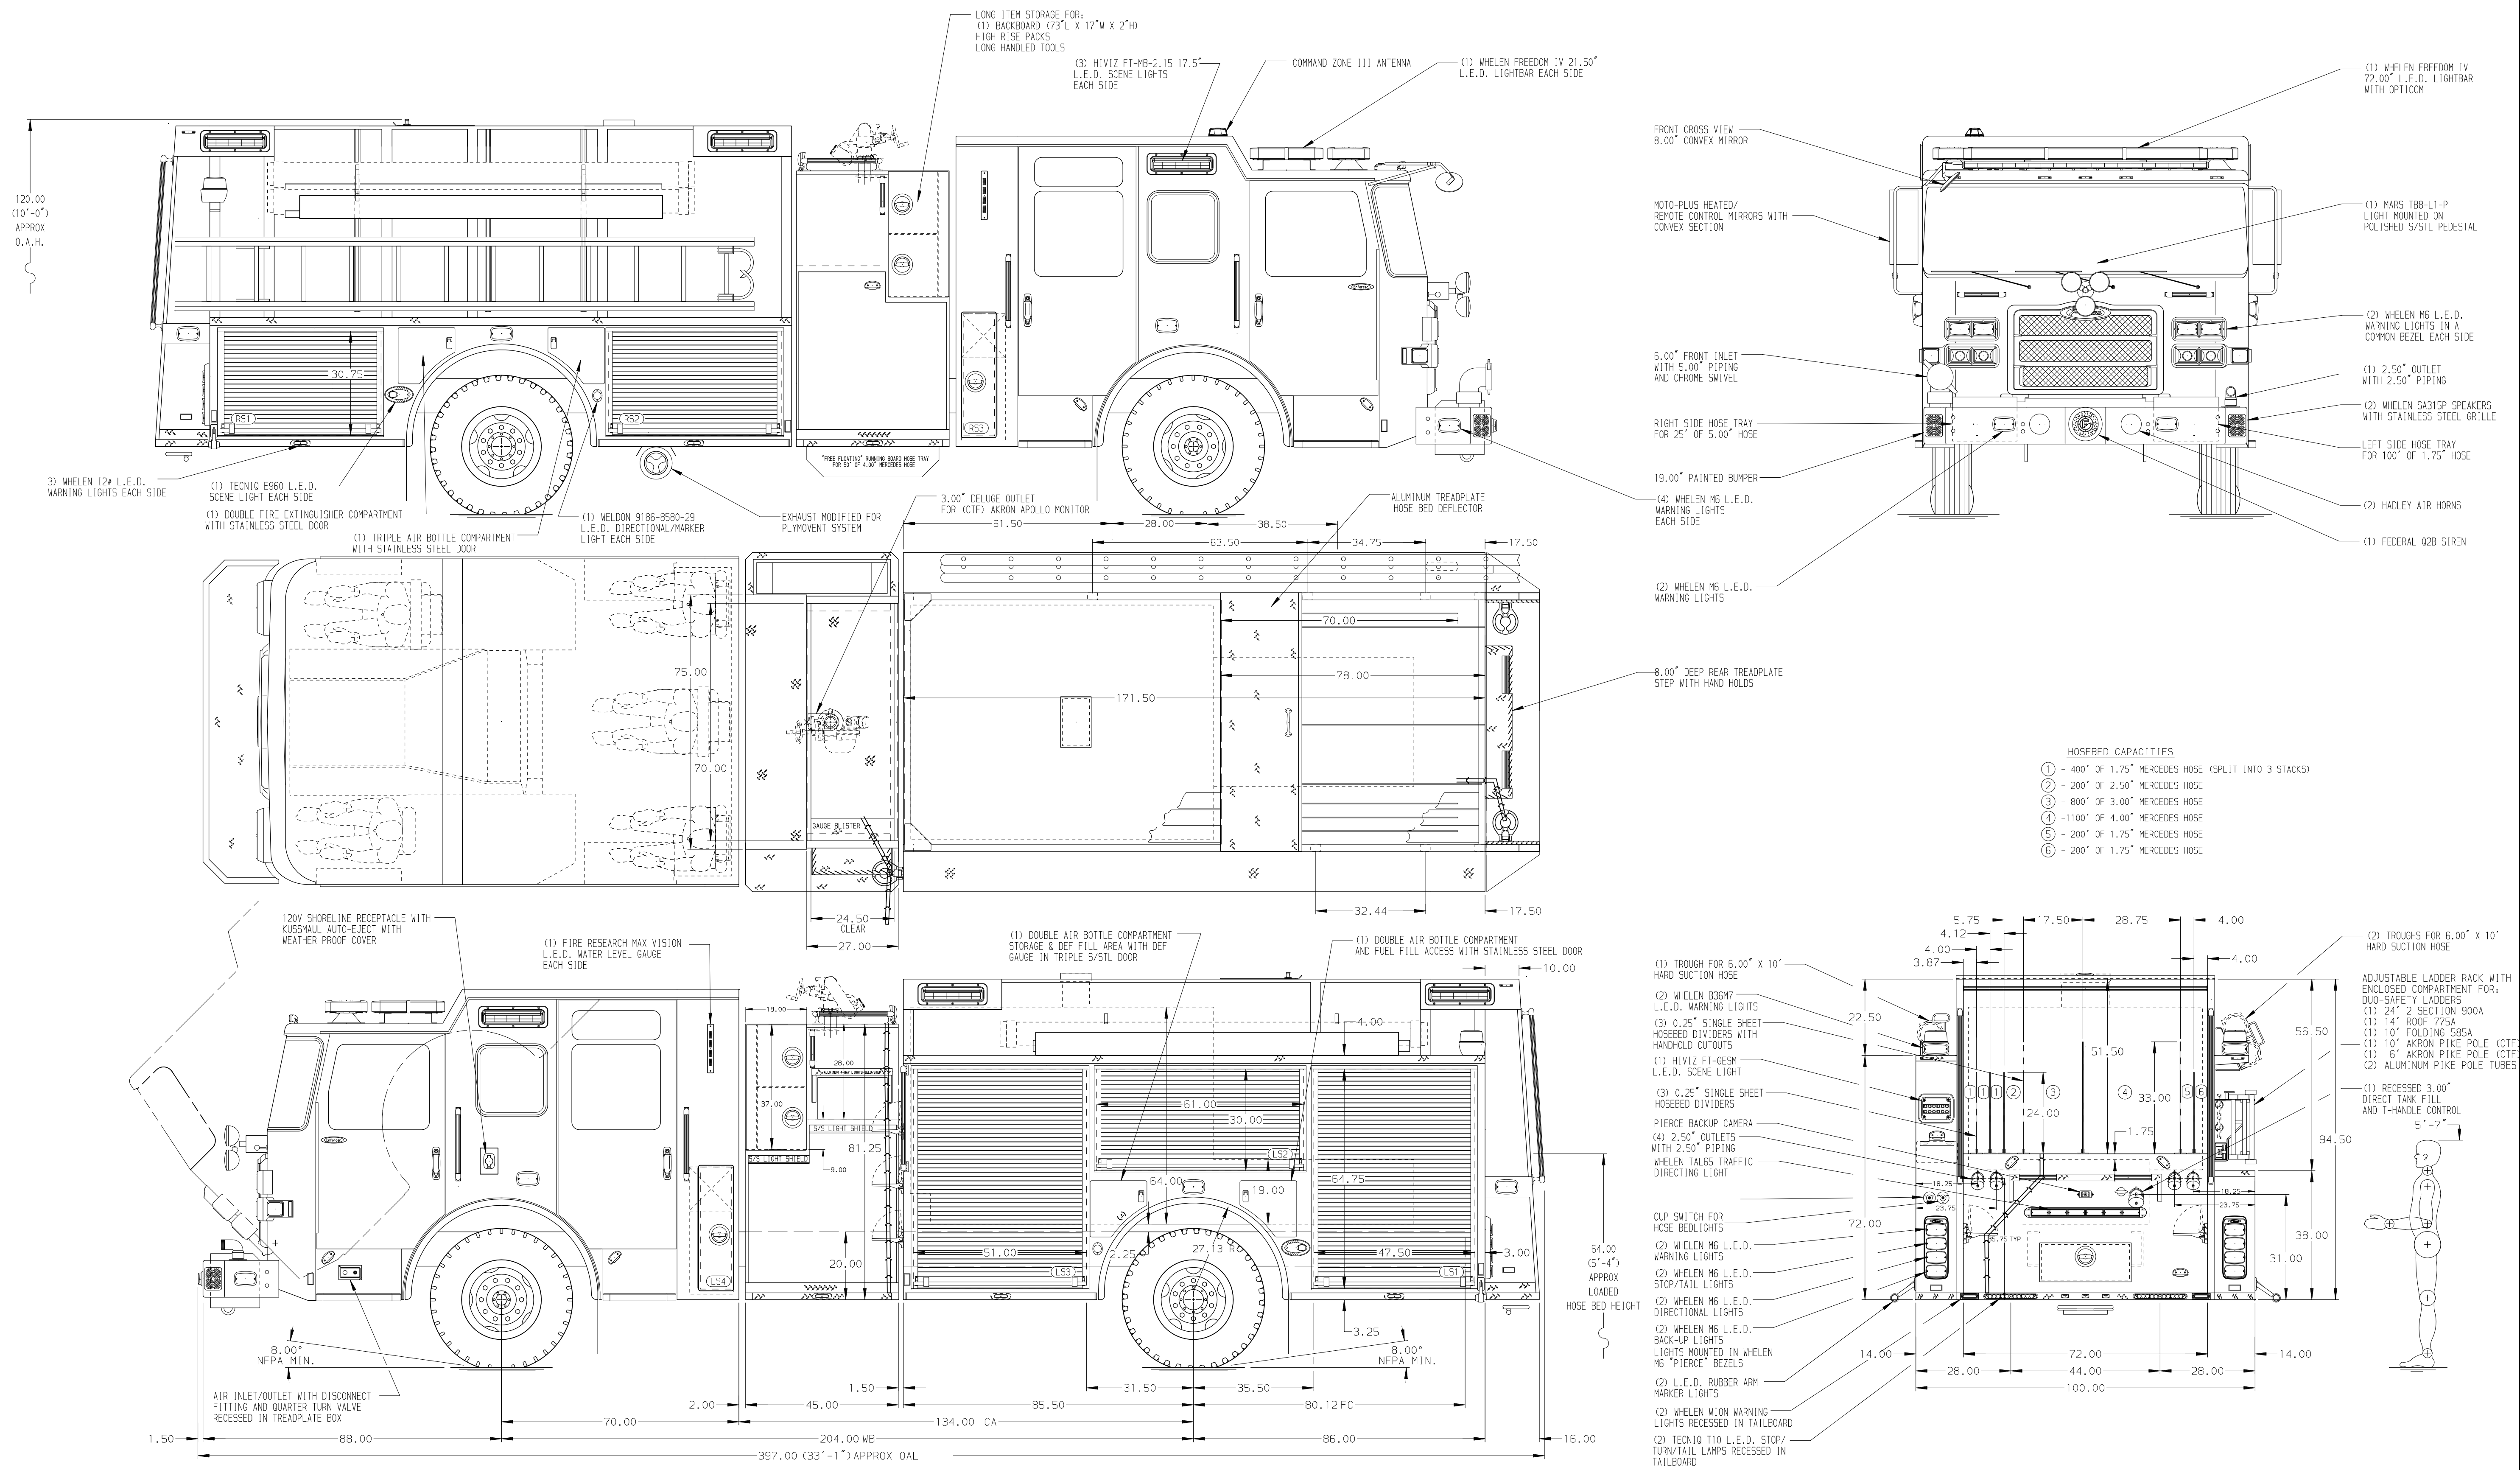 LONG ITEM STORAGE FOR:
(1) BACKBOARD (73"L X 17"W X 2"H)
HIGH RISE PACKS
LONG HANDLED TOOLS
(3) HIVIZ FT-MB-2.15 17.5"
L.E.D. SCENE LIGHTS
EACH SIDE
COMMAND ZONE III ANTENNA
(1) WHELEN FREEDOM IV 21.50"
L.E.D. LIGHTBAR EACH SIDE
120.00
(10'-0")
APPROX
O.A.H.
30.75
RS1
RS2
RS3
"FREE FLOATING" RUNNING BOARD HOSE TRAY
FOR 50' OF 4.00" MERCEDES HOSE
3) WHELEN I2# L.E.D.
WARNING LIGHTS EACH SIDE
(1) TECNIQ E960 L.E.D.
SCENE LIGHT EACH SIDE
(1) DOUBLE FIRE EXTINGUISHER COMPARTMENT
WITH STAINLESS STEEL DOOR
(1) TRIPLE AIR BOTTLE COMPARTMENT
WITH STAINLESS STEEL DOOR
(1) WELDON 9186-8580-29
L.E.D. DIRECTIONAL/MARKER
LIGHT EACH SIDE
EXHAUST MODIFIED FOR
PLYMOVENT SYSTEM
3.00" DELUGE OUTLET
FOR (CTF) AKRON APOLLO MONITOR
ALUMINUM TREADPLATE
HOSE BED DEFLECTOR
(4) WHELEN M6 L.E.D.
WARNING LIGHTS
EACH SIDE
FRONT CROSS VIEW
8.00" CONVEX MIRROR
MOTO-PLUS HEATED/
REMOTE CONTROL MIRRORS WITH
CONVEX SECTION
6.00" FRONT INLET
WITH 5.00" PIPING
AND CHROME SWIVEL
RIGHT SIDE HOSE TRAY
FOR 25' OF 5.00" HOSE
19.00" PAINTED BUMPER
(2) WHELEN M6 L.E.D.
WARNING LIGHTS
(1) WHELEN FREEDOM IV
72.00" L.E.D. LIGHTBAR
WITH OPTICOM
(1) MARS TB8-L1-P
LIGHT MOUNTED ON
POLISHED S/STL PEDESTAL
(2) WHELEN M6 L.E.D.
WARNING LIGHTS IN A
COMMON BEZEL EACH SIDE
(1) 2.50" OUTLET
WITH 2.50" PIPING
(2) WHELEN SA315P SPEAKERS
WITH STAINLESS STEEL GRILLE
LEFT SIDE HOSE TRAY
FOR 100' OF 1.75" HOSE
(2) HADLEY AIR HORNS
(1) FEDERAL Q2B SIREN
61.50
28.00
38.50
63.50
34.75
17.50
70.00
78.00
171.50
75.00
70.00
GAUGE BLISTER
24.50
CLEAR
27.00
32.44
17.50
8.00" DEEP REAR TREADPLATE
STEP WITH HAND HOLDS
HOSEBED CAPACITIES
1 - 400' OF 1.75" MERCEDES HOSE (SPLIT INTO 3 STACKS)
2 - 200' OF 2.50" MERCEDES HOSE
3 - 800' OF 3.00" MERCEDES HOSE
4 -1100' OF 4.00" MERCEDES HOSE
5 - 200' OF 1.75" MERCEDES HOSE
6 - 200' OF 1.75" MERCEDES HOSE
120V SHORELINE RECEPTACLE WITH
KUSSMAUL AUTO-EJECT WITH
WEATHER PROOF COVER
(1) FIRE RESEARCH MAX VISION
L.E.D. WATER LEVEL GAUGE
EACH SIDE
(1) DOUBLE AIR BOTTLE COMPARTMENT
STORAGE & DEF FILL AREA WITH DEF
GAUGE IN TRIPLE S/STL DOOR
(1) DOUBLE AIR BOTTLE COMPARTMENT
AND FUEL FILL ACCESS WITH STAINLESS STEEL DOOR
10.00
18.00
28.00
37.00
S/S LIGHT SHIELD
S/S LIGHT SHIELD
9.00
81.25
20.00
4.00
61.00
30.00
LS2
64.00
19.00
64.75
51.00
2.25
27.13 R
47.50
3.00
LS4
LS3
LS1
3.25
64.00
(5'-4")
APPROX
LOADED
HOSE BED HEIGHT
8.00°
NFPA MIN.
8.00°
NFPA MIN.
AIR INLET/OUTLET WITH DISCONNECT
FITTING AND QUARTER TURN VALVE
RECESSED IN TREADPLATE BOX
1.50
31.50
35.50
2.00
45.00
85.50
80.12 FC
70.00
134.00 CA
1.50
88.00
204.00 WB
86.00
16.00
397.00 (33'-1") APPROX OAL
(1) TROUGH FOR 6.00" X 10'
HARD SUCTION HOSE
(2) WHELEN B36M7
L.E.D. WARNING LIGHTS
(3) 0.25" SINGLE SHEET
HOSEBED DIVIDERS WITH
HANDHOLD CUTOUTS
(1) HIVIZ FT-GESM
L.E.D. SCENE LIGHT
(3) 0.25" SINGLE SHEET
HOSEBED DIVIDERS
PIERCE BACKUP CAMERA
(4) 2.50" OUTLETS
WITH 2.50" PIPING
WHELEN TAL65 TRAFFIC
DIRECTING LIGHT
CUP SWITCH FOR
HOSE BEDLIGHTS
(2) WHELEN M6 L.E.D.
WARNING LIGHTS
(2) WHELEN M6 L.E.D.
STOP/TAIL LIGHTS
(2) WHELEN M6 L.E.D.
DIRECTIONAL LIGHTS
(2) WHELEN M6 L.E.D.
BACK-UP LIGHTS
LIGHTS MOUNTED IN WHELEN
M6 "PIERCE" BEZELS
(2) L.E.D. RUBBER ARM
MARKER LIGHTS
(2) WHELEN WION WARNING
LIGHTS RECESSED IN TAILBOARD
(2) TECNIQ T10 L.E.D. STOP/
TURN/TAIL LAMPS RECESSED IN
TAILBOARD
5.75
17.50
28.75
4.00
4.12
4.00
3.87
4.00
22.50
51.50
56.50
1
1
1
2
3
4
5
6
24.00
33.00
1.75
94.50
18.25
23.75
18.25
23.75
72.00
35.75 TYP
31.00
38.00
14.00
72.00
14.00
28.00
44.00
28.00
100.00
(2) TROUGHS FOR 6.00" X 10'
HARD SUCTION HOSE
ADJUSTABLE LADDER RACK WITH
ENCLOSED COMPARTMENT FOR:
DUO-SAFETY LADDERS
(1) 24' 2 SECTION 900A
(1) 14' ROOF 775A
(1) 10' FOLDING 585A
(1) 10' AKRON PIKE POLE (CTF)
(1) 6' AKRON PIKE POLE (CTF)
(2) ALUMINUM PIKE POLE TUBES
(1) RECESSED 3.00"
DIRECT TANK FILL
AND T-HANDLE CONTROL
5'-7"